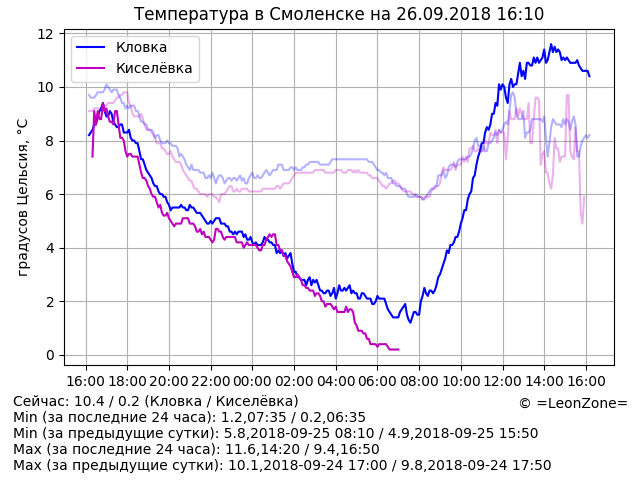 Температура в Смоленске на 26.09.2018 16:10
Кловка
Киселёвка
градусов Цельсия, °C
12
10
8
6
4
2
0
16:00 18:00 20:00 22:00 00:00 02:00 04:00 06:00 08:00 10:00 12:00 14:00 16:00
Сейчас: 10.4 / 0.2 (Кловка / Киселёвка)
© =LeonZone=
Min (за последние 24 часа): 1.2,07:35 / 0.2,06:35
Min (за предыдущие сутки): 5.8,2018-09-25 08:10 / 4.9,2018-09-25 15:50
Max (за последние 24 часа): 11.6,14:20 / 9.4,16:50
Max (за предыдущие сутки): 10.1,2018-09-24 17:00 / 9.8,2018-09-24 17:50